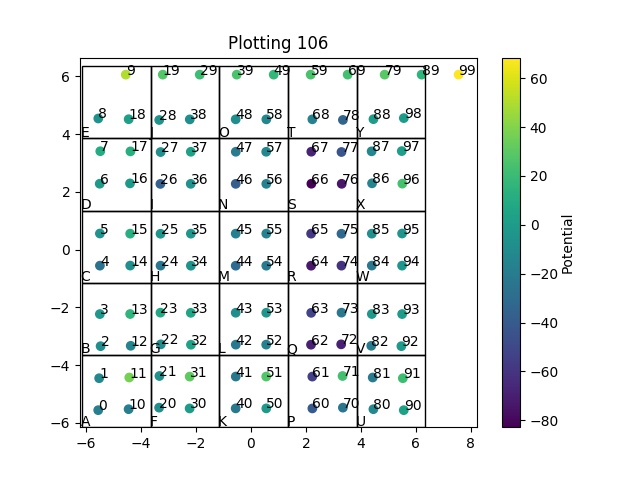 Plotting 106
9 19 29 39 49 59 69 79 89 99
8 18 28 38 48 58 68 78 88 98
E J O T Y
7 17 27 37 47 57 67 77 87 97
6 16 26 36 46 56 66 76 86 96
D I N S X
5 15 25 35 45 55 65 75 85 95
4 14 24 34 44 54 64 74 84 94
C H M R W
3 13 23 33 43 53 63 73 83 93
2 12 22 32 42 52 62 72 82 92
B G L Q V
1 11 21 31 41 51 61 71 81 91
0 10 20 30 40 50 60 70 80 90
A F K P U
6
4
2
0
−2
−4
−6
−6 −4 −2 0 2 4 6 8
60
40
20
0
−20
−40
−60
−80
Potential